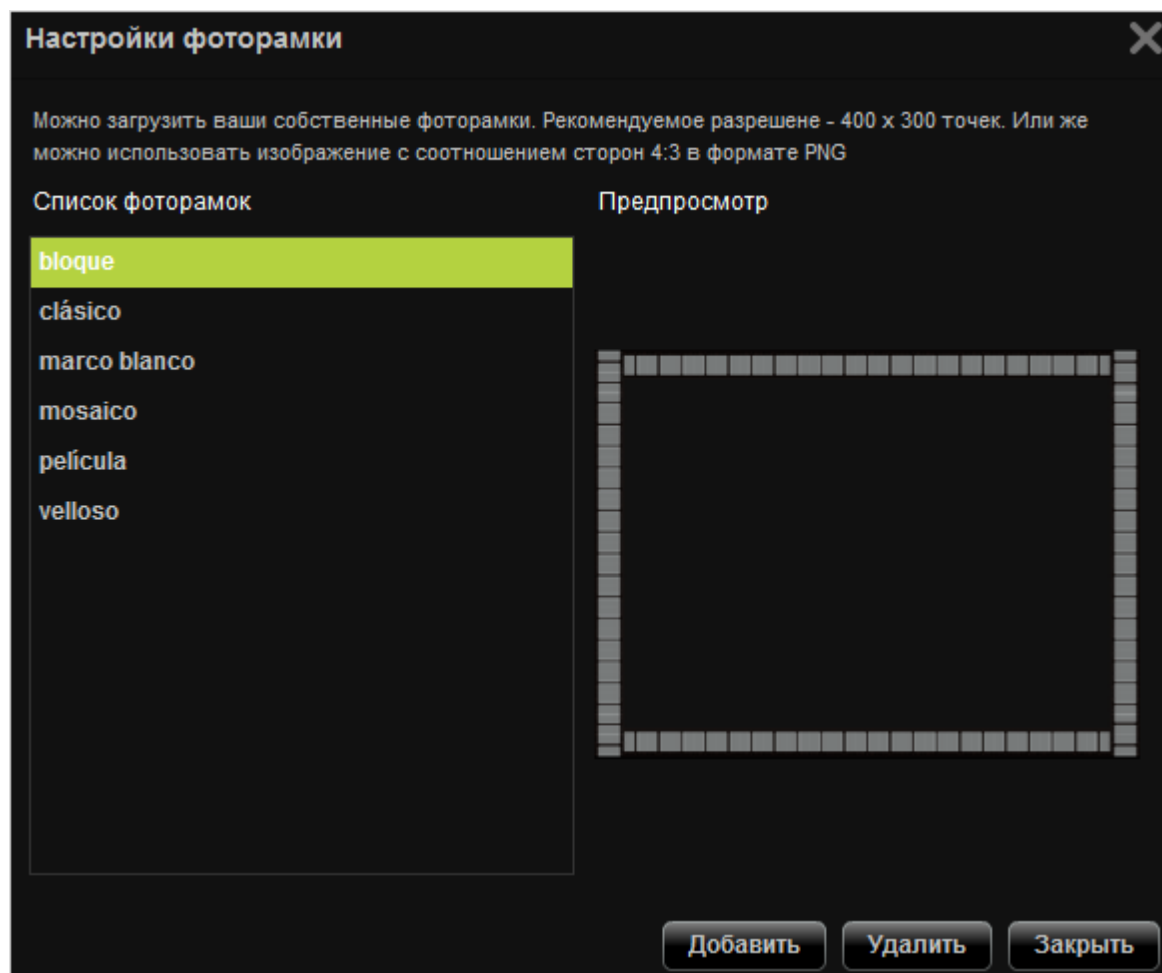 Настройки фоторамки
Можно загрузить ваши собственные фоторамки. Рекомендуемое разрешене - 400 x 300 точек. Или же
можно использовать изображение с соотношением сторон 4:3 в формате PNG
Список фоторамок
Предпросмотр
bloque
clásico
marco blanco
mosaico
película
velloso
Добавить
Удалить
Закрыть